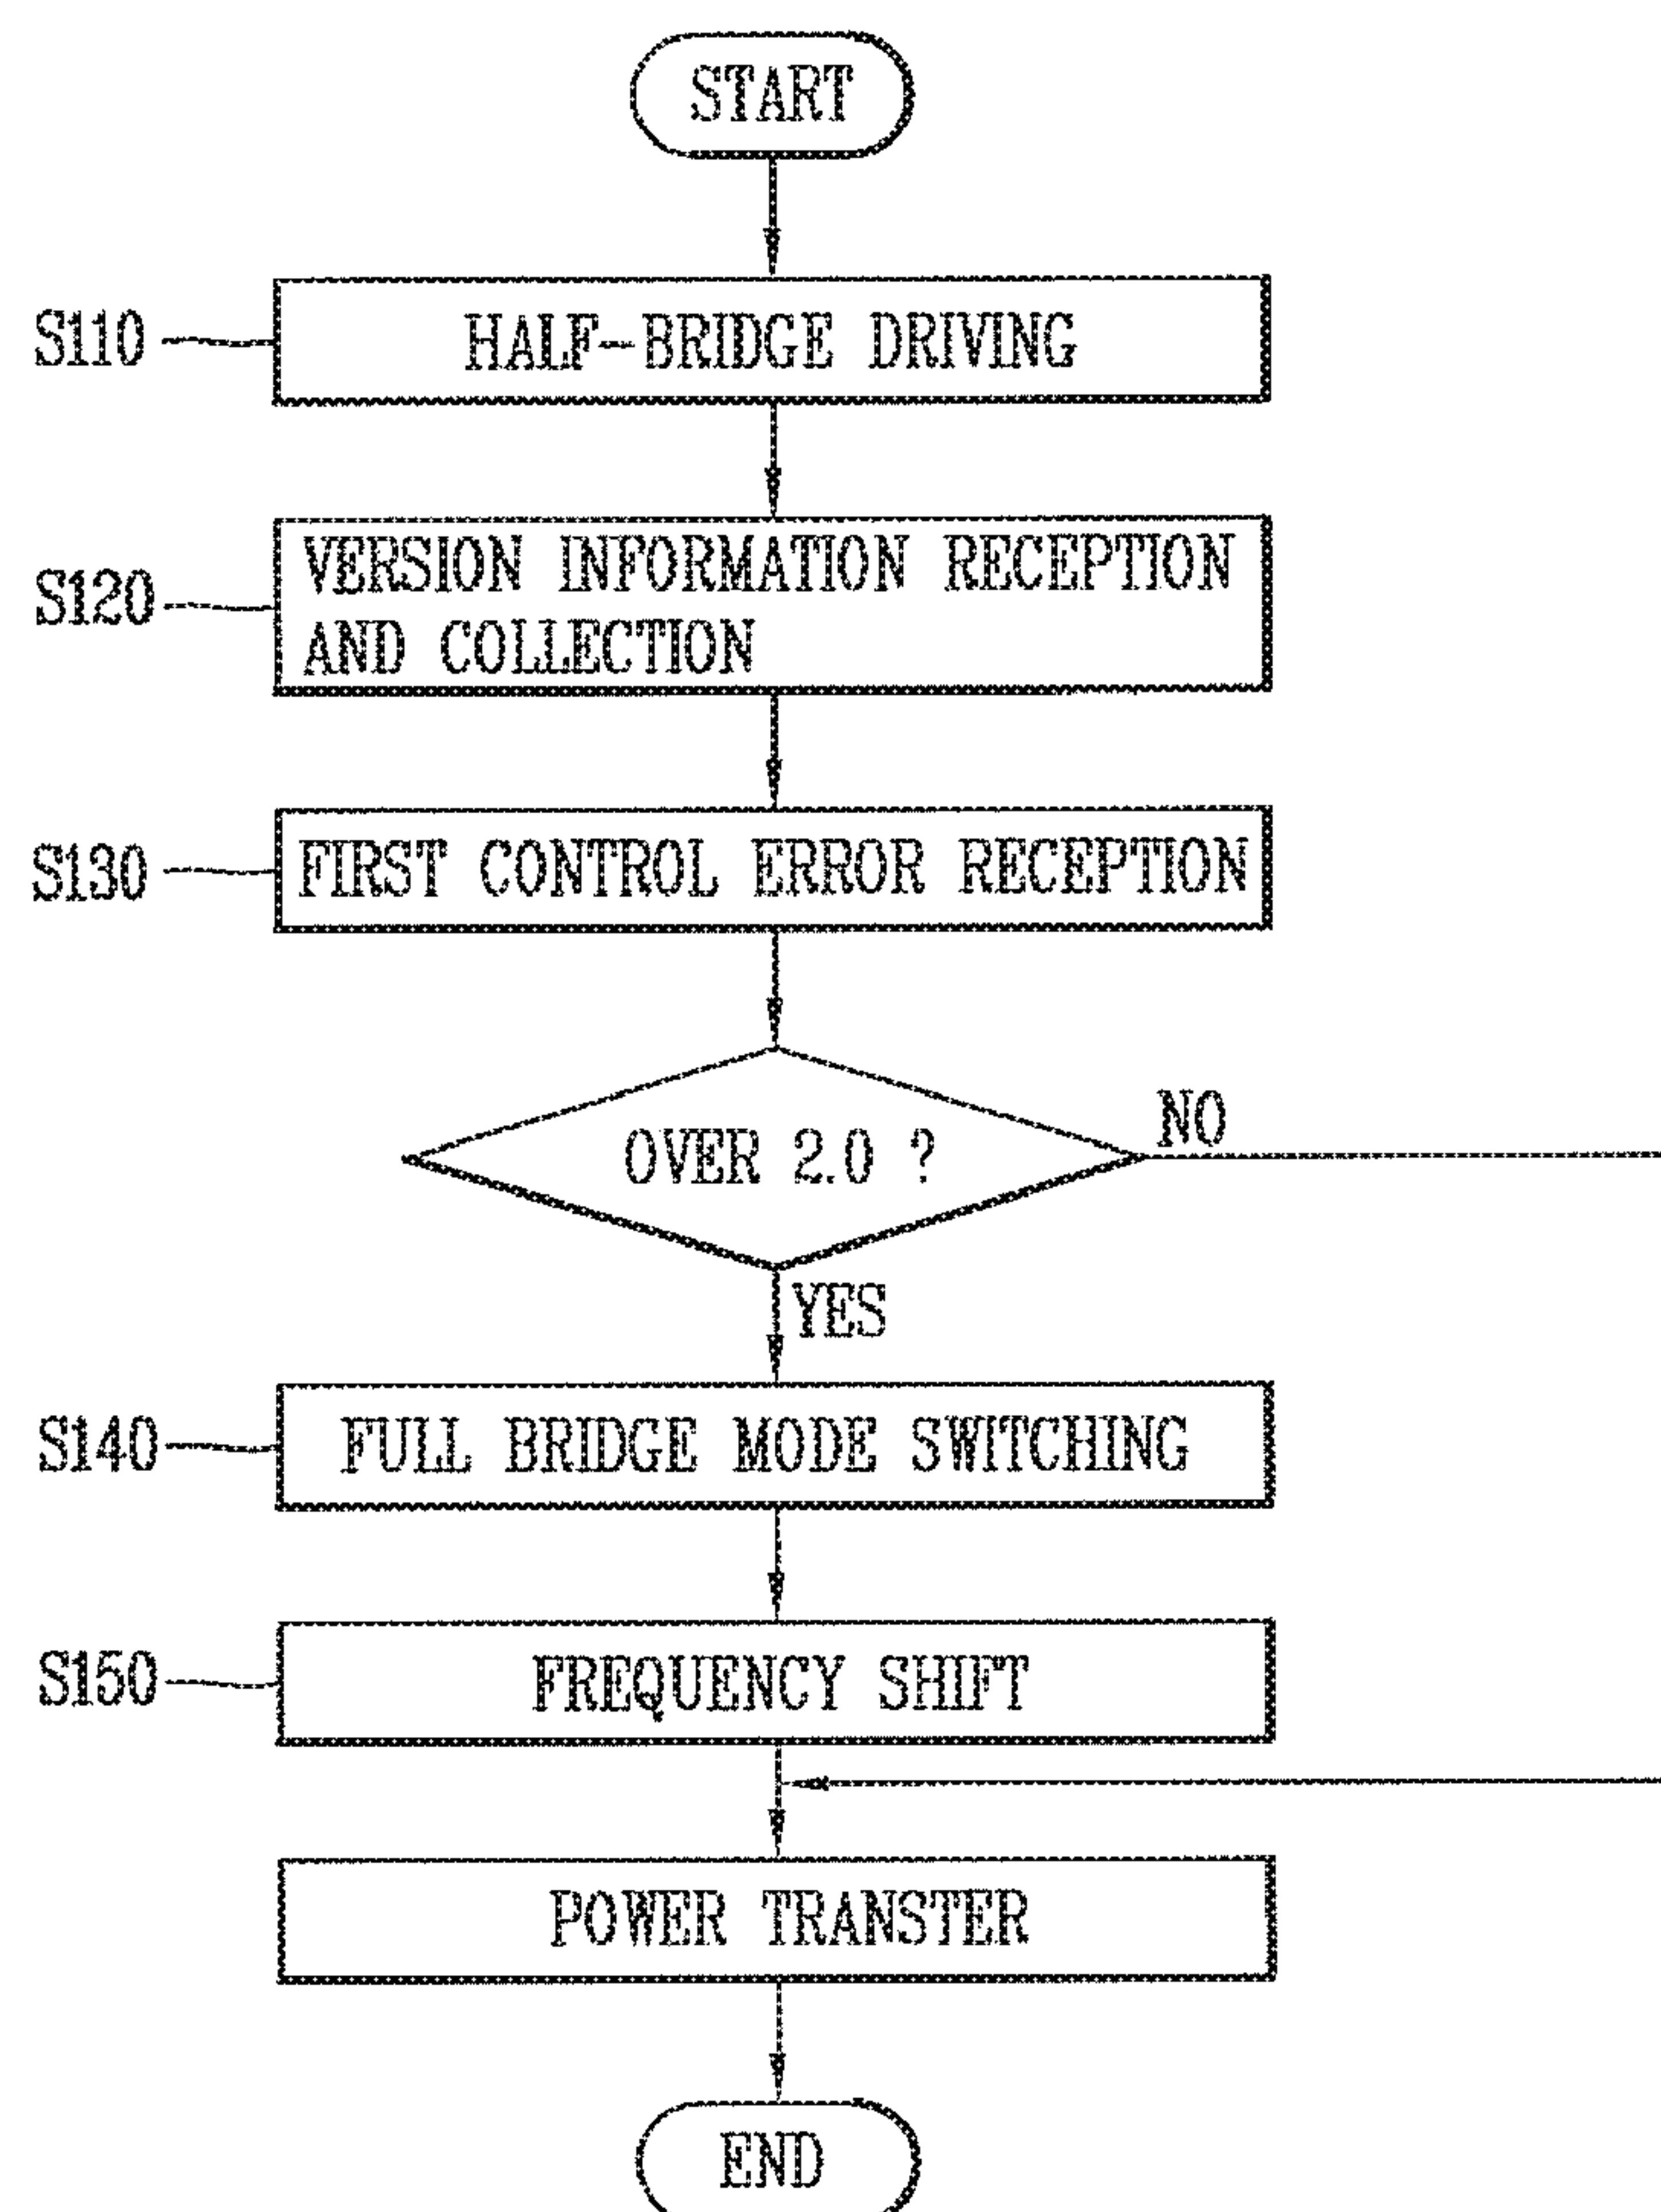 START
S110
HALF-BRIDGE DRIVING
S120
VERSION INFORMATION RECEPTION
AND COLLECTION
S130
FIRST CONTROL ERROR RECEPTION
OVER 2.0 ?
NO
YES
S140
FULL BRIDGE MODE SWITCHING
S150
FREQUENCY SHIFT
POWER TRANSTER
END